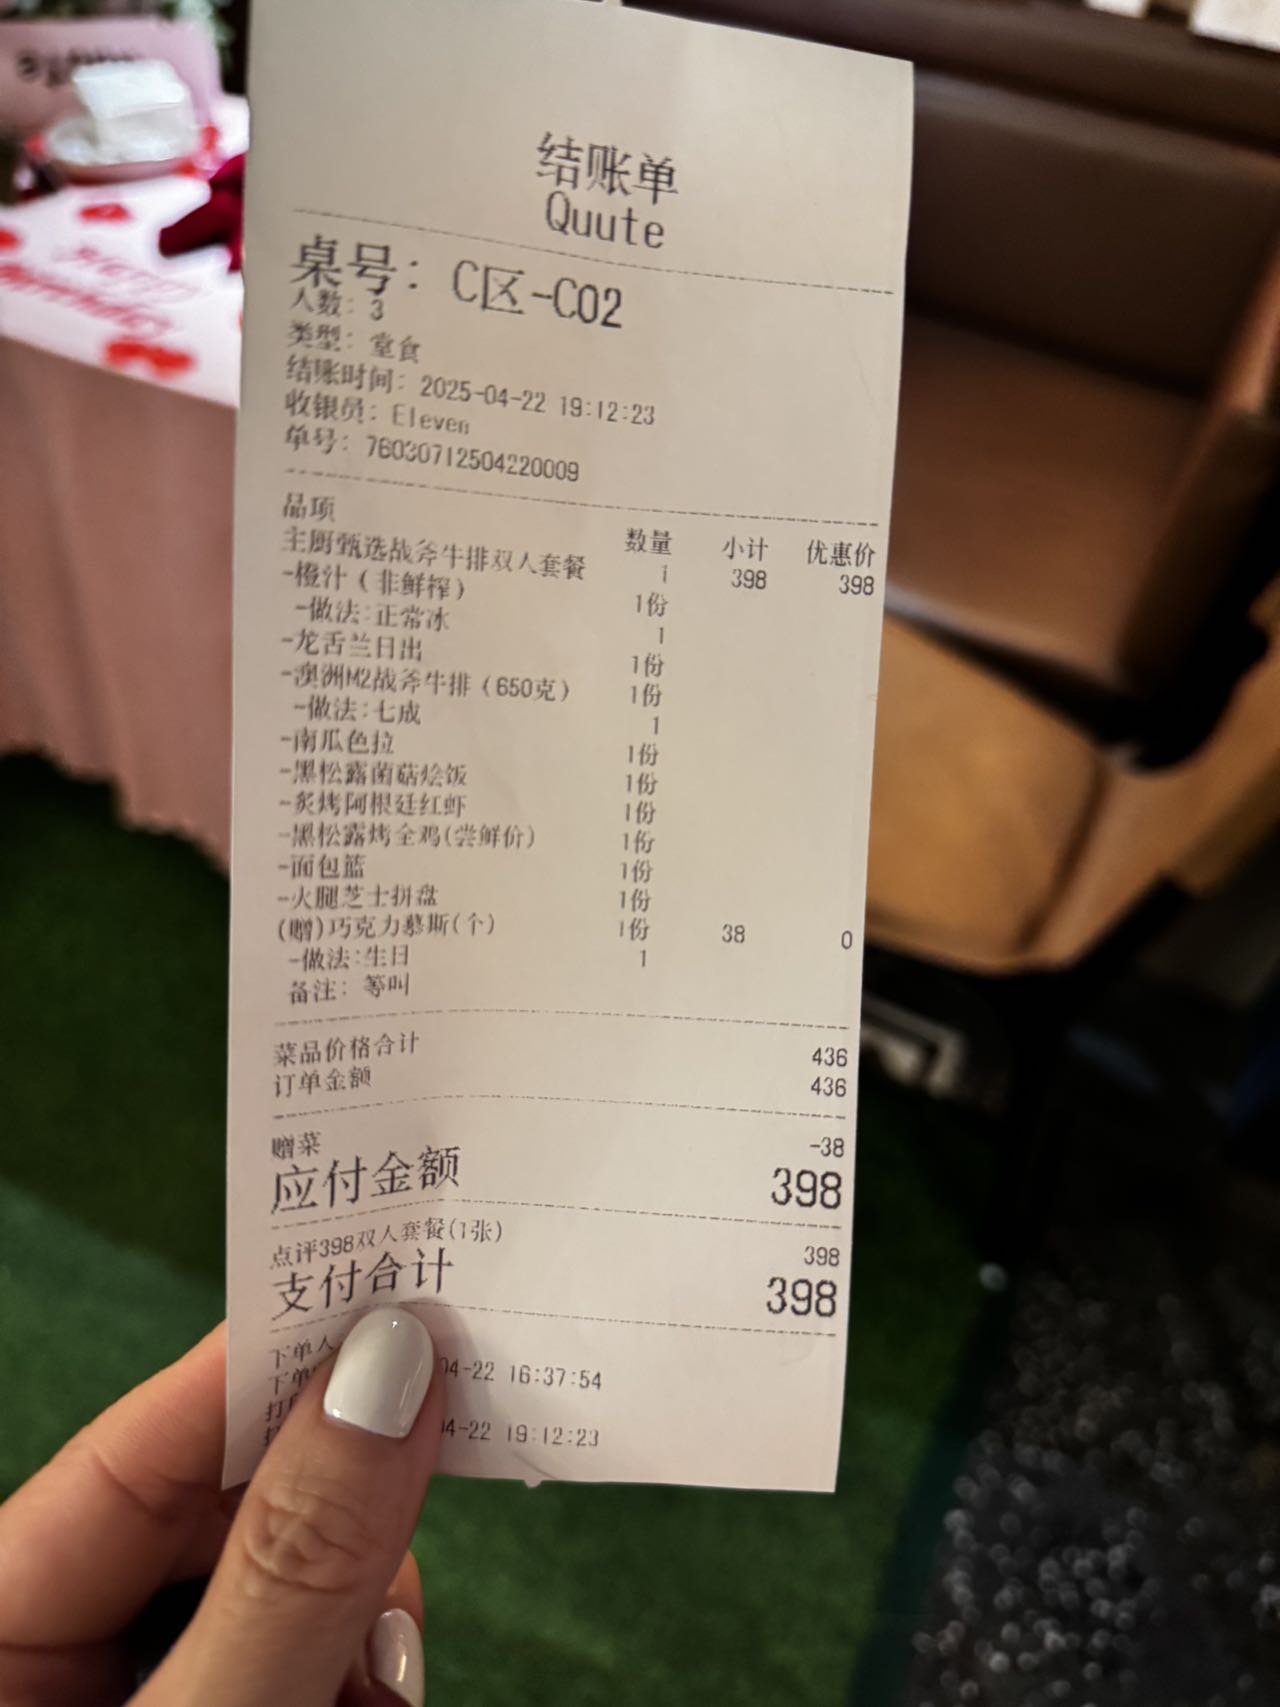 结账单
Quute
桌号: C区-C02
人数: 3
类型: 堂食
结账时间: 2025-04-22 19:12:23
收银员: Eleven
单号: 76030712504220009
品项 数量 小计 优惠价
主厨甄选战斧牛排双人套餐 1 398 398
-橙汁(非鲜榨) 1份
-做法:正常冰 1
-龙舌兰日出 1份
-澳洲M2战斧牛排(650克) 1份
-做法:七成 1
-南瓜色拉 1份
-黑松露菌菇烩饭 1份
-炙烤阿根廷红虾 1份
-黑松露烤全鸡(尝鲜价) 1份
-面包篮 1份
-火腿芝士拼盘 1份
(赠)巧克力慕斯(个) 1份 38 0
-做法:生日 1
备注: 等叫
菜品价格合计 436
订单金额 436
赠菜 -38
应付金额 398
点评398双人套餐(1张) 398
支付合计 398
下单人
下单 04-22 16:37:54
打
04-22 19:12:23